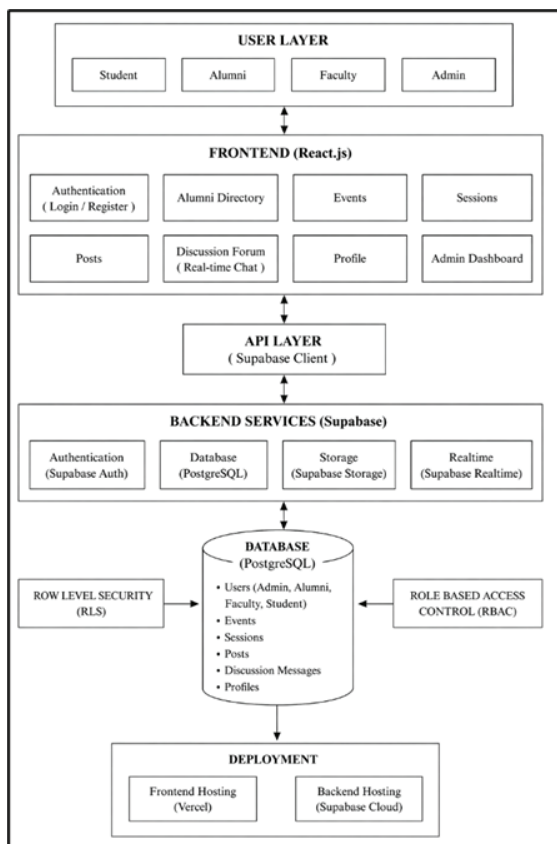 USER LAYER
Student
Alumni
Faculty
Admin
FRONTEND (React.js)
Authentication
( Login / Register )
Alumni Directory
Events
Sessions
Posts
Discussion Forum
( Real-time Chat )
Profile
Admin Dashboard
API LAYER
( Supabase Client )
BACKEND SERVICES (Supabase)
Authentication
(Supabase Auth)
Database
(PostgreSQL)
Storage
(Supabase Storage)
Realtime
(Supabase Realtime)
DATABASE
(PostgreSQL)
• Users (Admin, Alumni,
Faculty, Student)
• Events
• Sessions
• Posts
• Discussion Messages
• Profiles
ROW LEVEL SECURITY
(RLS)
ROLE BASED ACCESS
CONTROL (RBAC)
DEPLOYMENT
Frontend Hosting
(Vercel)
Backend Hosting
(Supabase Cloud)